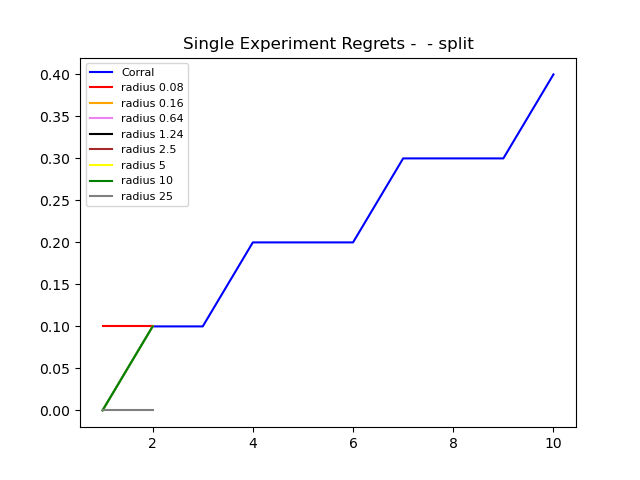 Single Experiment Regrets -  - split
Corral
radius 0.08
radius 0.16
radius 0.64
radius 1.24
radius 2.5
radius 5
radius 10
radius 25
0.40
0.35
0.30
0.25
0.20
0.15
0.10
0.05
0.00
2 4 6 8 10